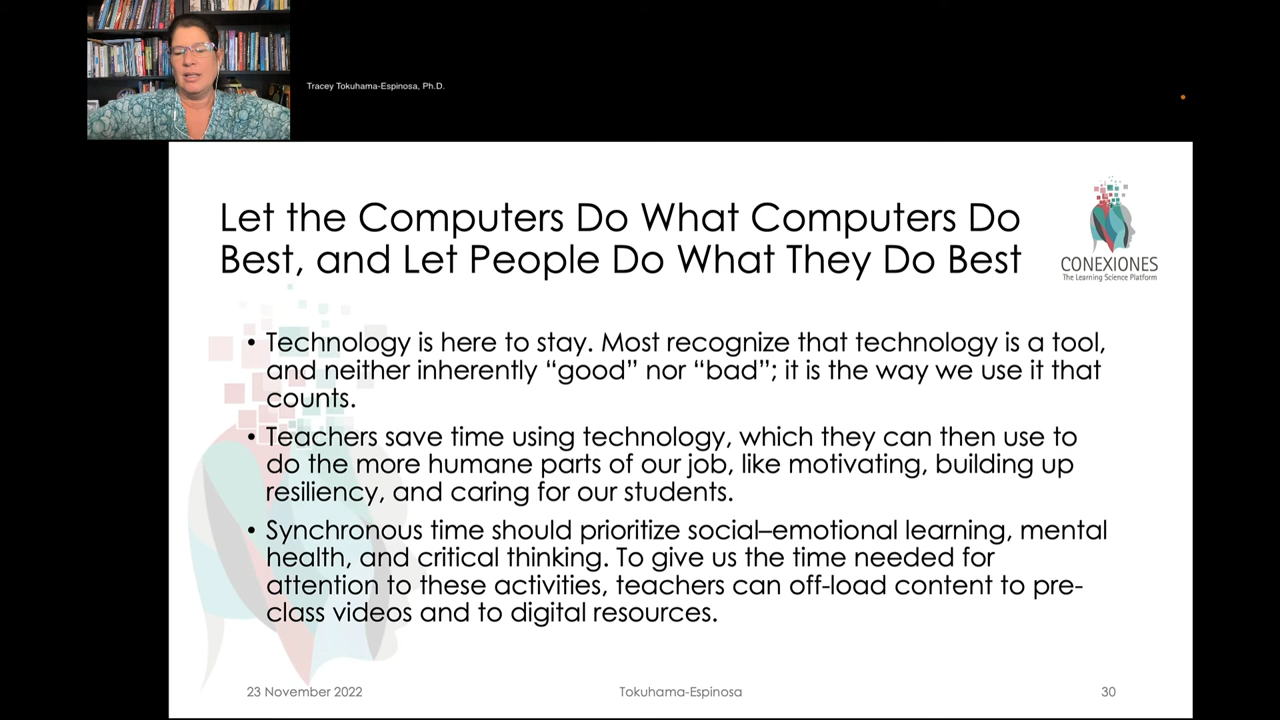 Tracey Tokuhama-Espinosa, Ph.D.
Let the Computers Do What Computers Do
Best, and Let People Do What They Do Best
CONEXIONES
The Learning Science Platform
• Technology is here to stay. Most recognize that technology is a tool,
and neither inherently “good” nor “bad”; it is the way we use it that
counts.
• Teachers save time using technology, which they can then use to
do the more humane parts of our job, like motivating, building up
resiliency, and caring for our students.
• Synchronous time should prioritize social–emotional learning, mental
health, and critical thinking. To give us the time needed for
attention to these activities, teachers can off-load content to pre-
class videos and to digital resources.
23 November 2022
Tokuhama-Espinosa
30